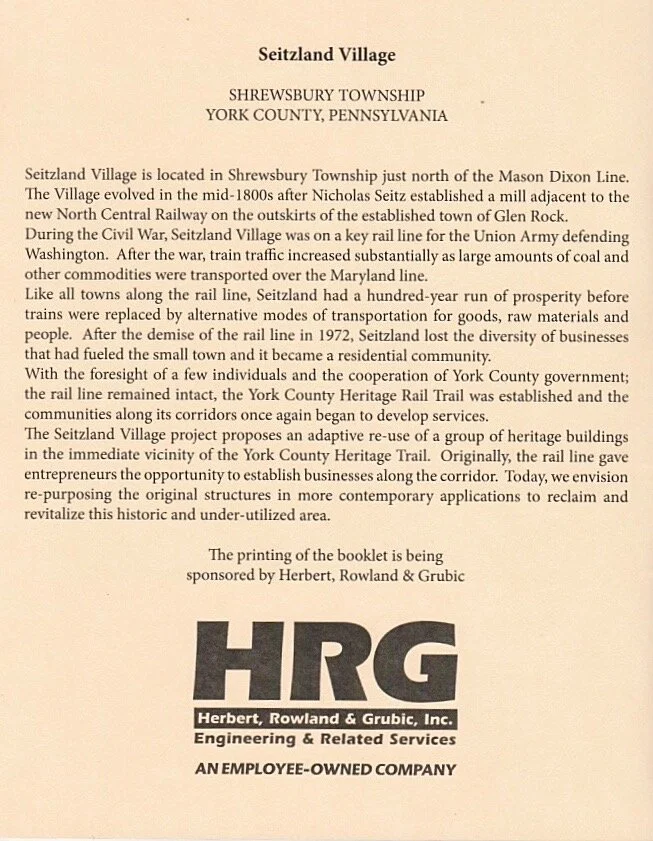 Seitzland Village
SHREWSBURY TOWNSHIP
YORK COUNTY, PENNSYLVANIA
Seitzland Village is located in Shrewsbury Township just north of the Mason Dixon Line.
The Village evolved in the mid-1800s after Nicholas Seitz established a mill adjacent to the
new North Central Railway on the outskirts of the established town of Glen Rock.
During the Civil War, Seitzland Village was on a key rail line for the Union Army defending
Washington.  After the war, train traffic increased substantially as large amounts of coal and
other commodities were transported over the Maryland line.
Like all towns along the rail line, Seitzland had a hundred-year run of prosperity before
trains were replaced by alternative modes of transportation for goods, raw materials and
people.  After the demise of the rail line in 1972, Seitzland lost the diversity of businesses
that had fueled the small town and it became a residential community.
With the foresight of a few individuals and the cooperation of York County government;
the rail line remained intact, the York County Heritage Rail Trail was established and the
communities along its corridors once again began to develop services.
The Seitzland Village project proposes an adaptive re-use of a group of heritage buildings
in the immediate vicinity of the York County Heritage Trail.  Originally, the rail line gave
entrepreneurs the opportunity to establish businesses along the corridor.  Today, we envision
re-purposing the original structures in more contemporary applications to reclaim and
revitalize this historic and under-utilized area.
The printing of the booklet is being
sponsored by Herbert, Rowland & Grubic
HRG
Herbert, Rowland & Grubic, Inc.
Engineering & Related Services
AN EMPLOYEE-OWNED COMPANY